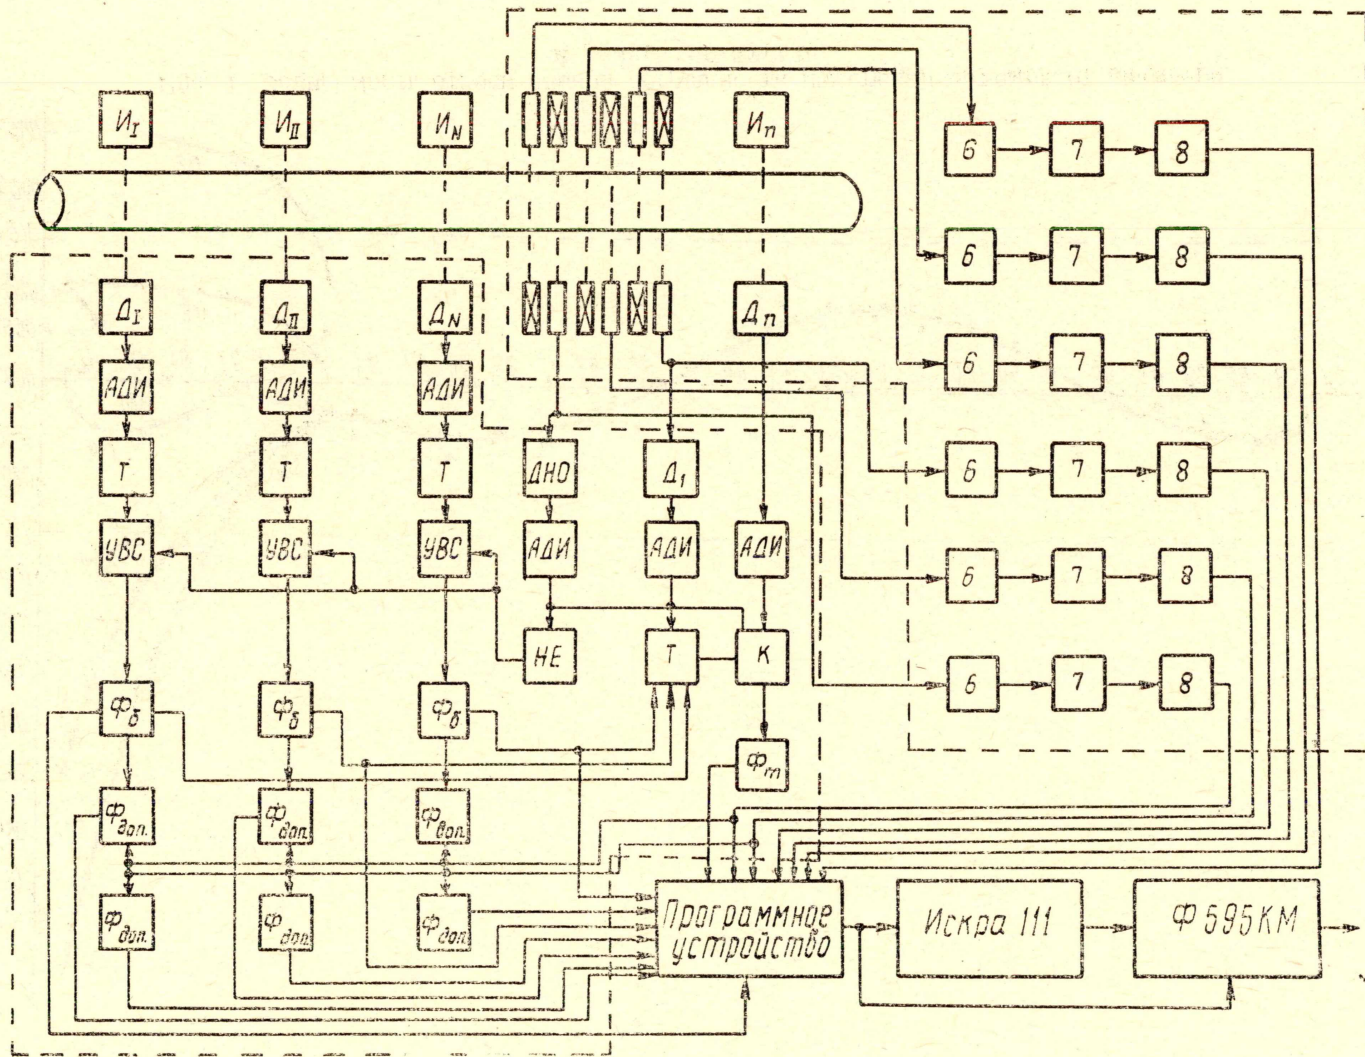 И_I И_II И_N И_п
6 7 8
6 7 8
Д_I Д_II Д_N Д_п
6 7 8
АДИ АДИ АДИ
Т Т Т ДНО Д₁
6 7 8
УВС УВС УВС АДИ АДИ АДИ
6 7 8
НЕ Т К
6 7 8
Ф_б Ф_б Ф_б
Ф_т
Ф_доп. Ф_доп. Ф_доп.
Ф_доп. Ф_доп. Ф_доп.
Программное
устройство
Искра 111
Ф 595КМ